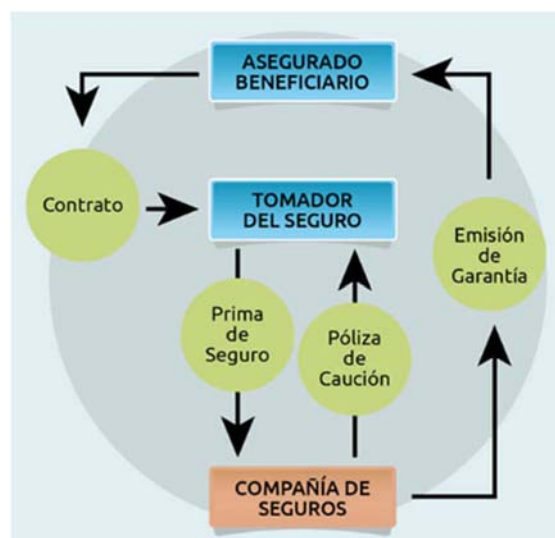 ASEGURADO
BENEFICIARIO
Contrato
TOMADOR
DEL SEGURO
Emisión
de
Garantía
Prima
de
Seguro
Póliza
de
Caución
COMPAÑÍA DE
SEGUROS